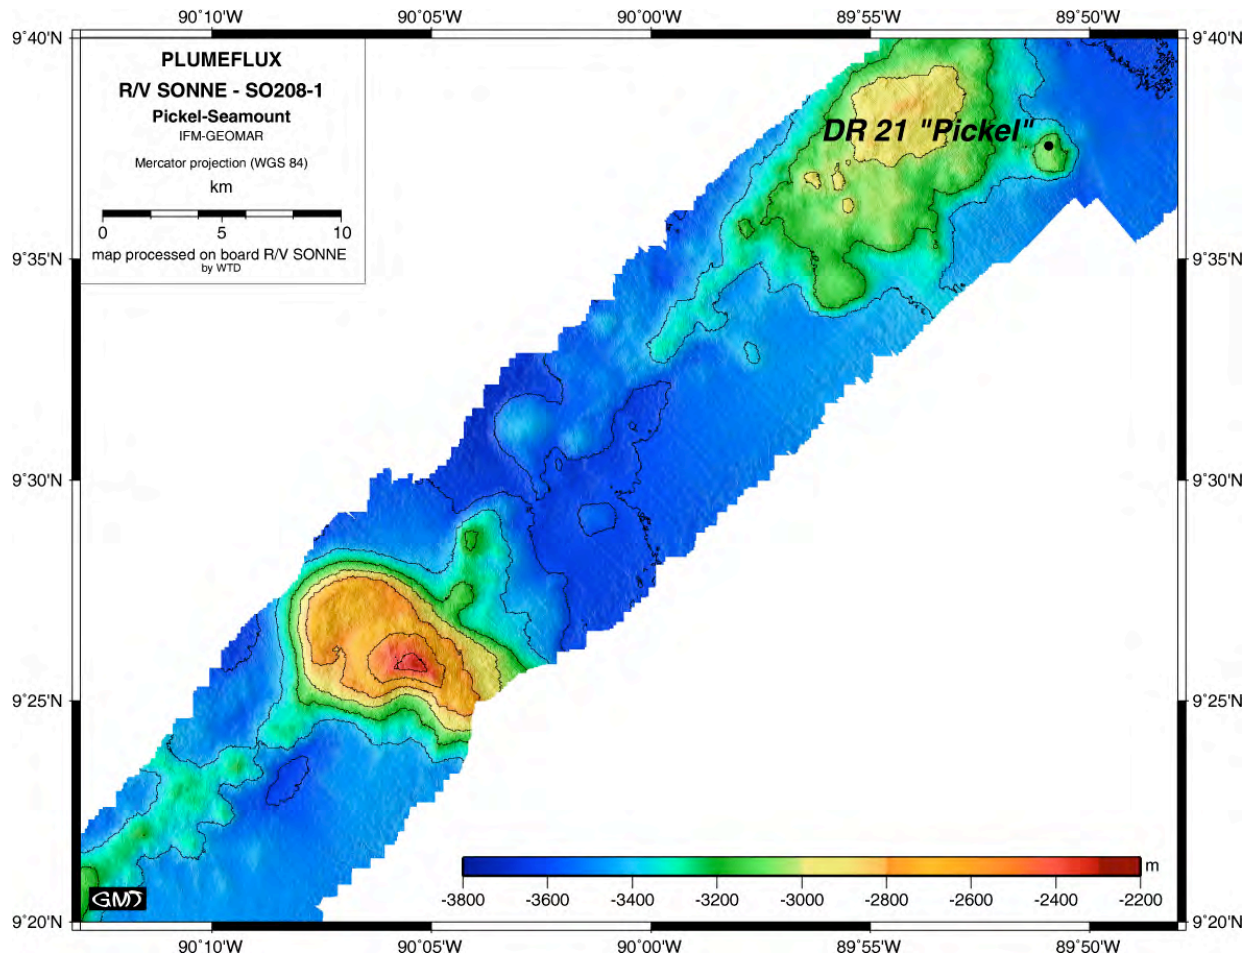 90˚10'W 90˚05'W 90˚00'W 89˚55'W 89˚50'W
9˚40'N 9˚40'N
PLUMEFLUX
R/V SONNE - SO208-1
Pickel-Seamount
IFM-GEOMAR
Mercator projection (WGS 84)
km
0 5 10
map processed on board R/V SONNE
by WTD
DR 21 "Pickel"
9˚35'N 9˚35'N
9˚30'N 9˚30'N
9˚25'N 9˚25'N
m
-3800 -3600 -3400 -3200 -3000 -2800 -2600 -2400 -2200
GMT
9˚20'N 9˚20'N
90˚10'W 90˚05'W 90˚00'W 89˚55'W 89˚50'W